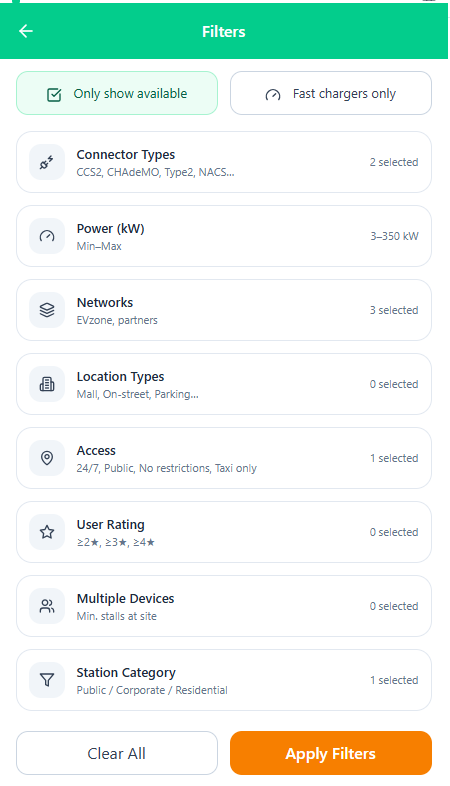 Filters
Only show available
Fast chargers only
Connector Types
CCS2, CHAdeMO, Type2, NACS...
2 selected
Power (kW)
Min–Max
3–350 kW
Networks
EVzone, partners
3 selected
Location Types
Mall, On-street, Parking...
0 selected
Access
24/7, Public, No restrictions, Taxi only
1 selected
User Rating
≥2★, ≥3★, ≥4★
0 selected
Multiple Devices
Min. stalls at site
0 selected
Station Category
Public / Corporate / Residential
1 selected
Clear All
Apply Filters